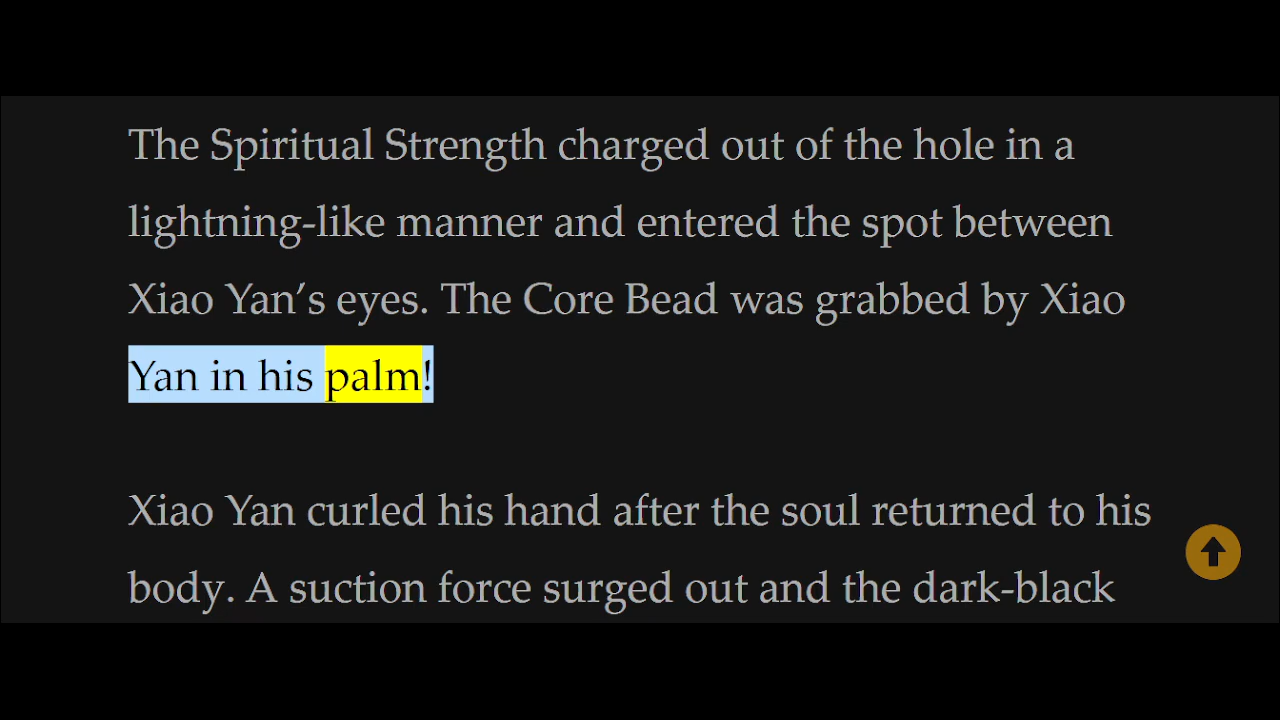 The Spiritual Strength charged out of the hole in a
lightning-like manner and entered the spot between
Xiao Yan’s eyes. The Core Bead was grabbed by Xiao
Yan in his palm!
Xiao Yan curled his hand after the soul returned to his
body. A suction force surged out and the dark-black